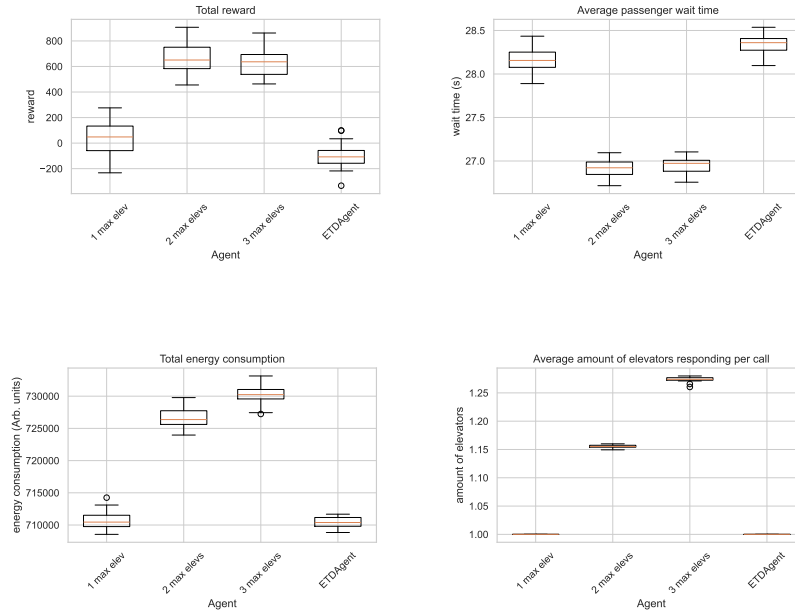 Total reward
800
600
400
200
0
−200
reward
1 max elev
2 max elevs
3 max elevs
ETDAgent
Agent
Average passenger wait time
28.5
28.0
27.5
27.0
wait time (s)
1 max elev
2 max elevs
3 max elevs
ETDAgent
Agent
Total energy consumption
730000
725000
720000
715000
710000
energy consumption (Arb. units)
1 max elev
2 max elevs
3 max elevs
ETDAgent
Agent
Average amount of elevators responding per call
1.25
1.20
1.15
1.10
1.05
1.00
amount of elevators
1 max elev
2 max elevs
3 max elevs
ETDAgent
Agent